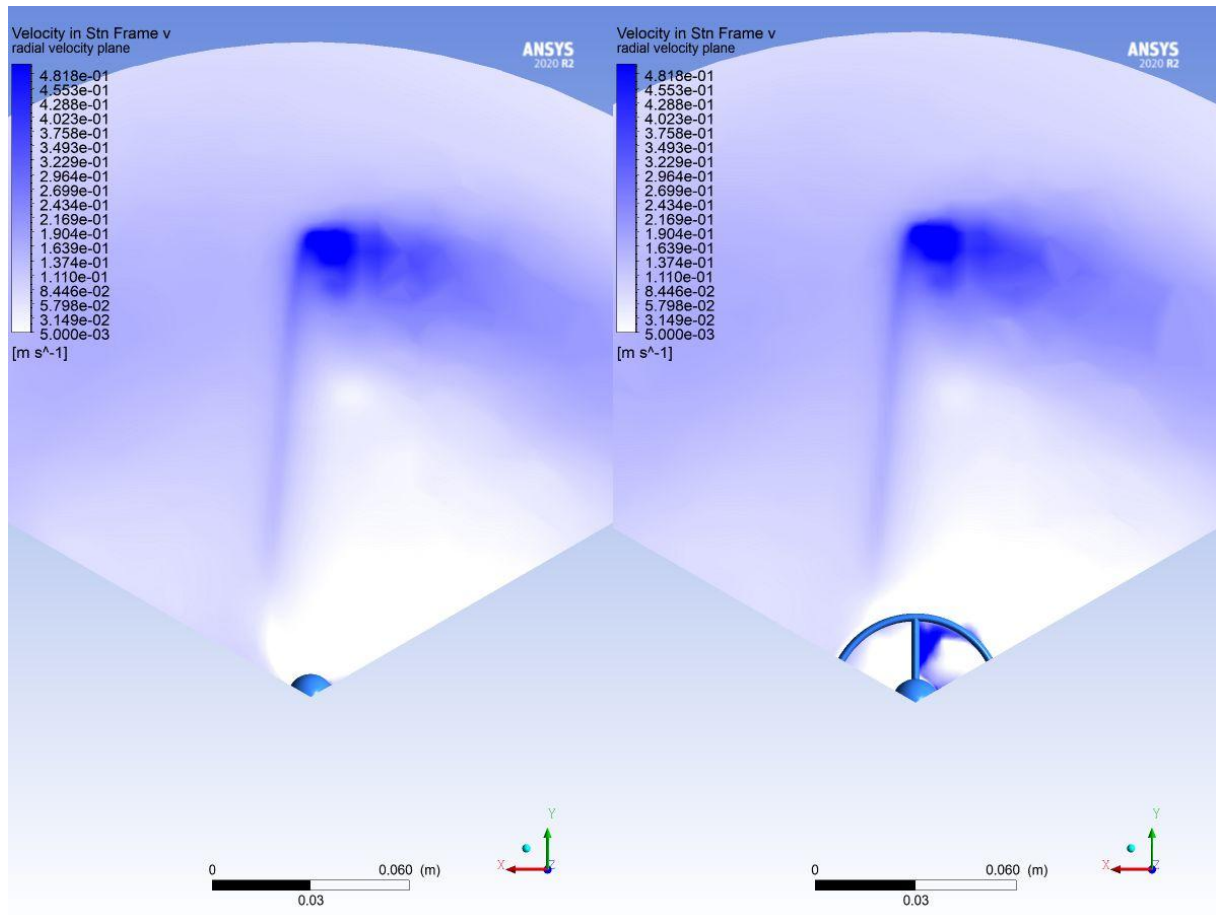 Velocity in Stn Frame v
radial velocity plane
ANSYS
2020 R2
4.818e-01
4.553e-01
4.288e-01
4.023e-01
3.758e-01
3.493e-01
3.229e-01
2.964e-01
2.699e-01
2.434e-01
2.169e-01
1.904e-01
1.639e-01
1.374e-01
1.110e-01
8.446e-02
5.798e-02
3.149e-02
5.000e-03
[m s^-1]
Y
X
Z
0
0.060 (m)
0.03
Velocity in Stn Frame v
radial velocity plane
ANSYS
2020 R2
4.818e-01
4.553e-01
4.288e-01
4.023e-01
3.758e-01
3.493e-01
3.229e-01
2.964e-01
2.699e-01
2.434e-01
2.169e-01
1.904e-01
1.639e-01
1.374e-01
1.110e-01
8.446e-02
5.798e-02
3.149e-02
5.000e-03
[m s^-1]
Y
X
Z
0
0.060 (m)
0.03